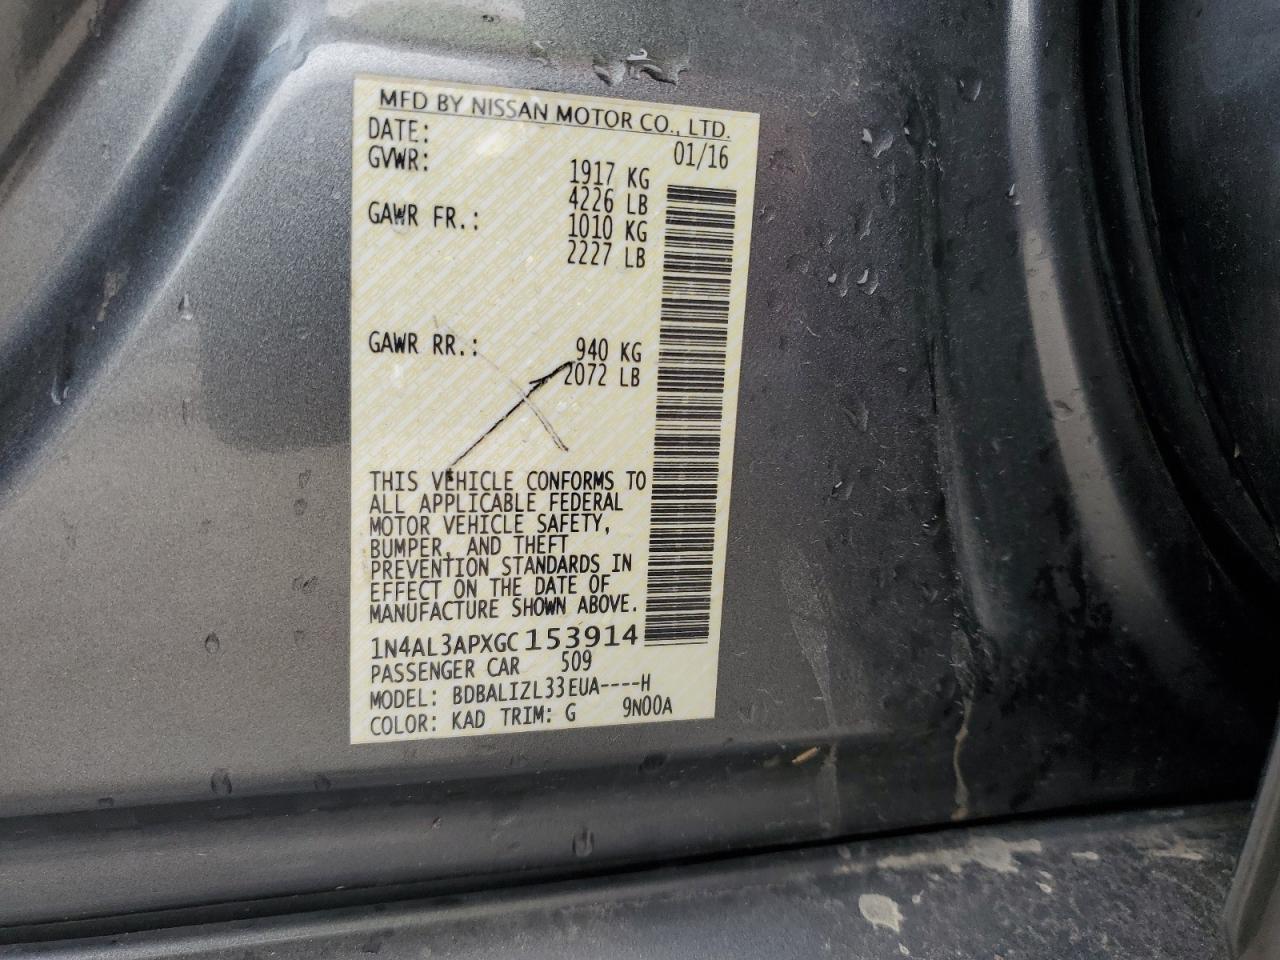 MFD BY NISSAN MOTOR CO., LTD.
DATE: 01/16
GVWR: 1917 KG
4226 LB
GAWR FR.: 1010 KG
2227 LB
GAWR RR.: 940 KG
2072 LB
THIS VEHICLE CONFORMS TO
ALL APPLICABLE FEDERAL
MOTOR VEHICLE SAFETY,
BUMPER, AND THEFT
PREVENTION STANDARDS IN
EFFECT ON THE DATE OF
MANUFACTURE SHOWN ABOVE.
1N4AL3APXGC153914
PASSENGER CAR 509
MODEL: BDBALIZL33EUA----H
COLOR: KAD TRIM: G 9N00A